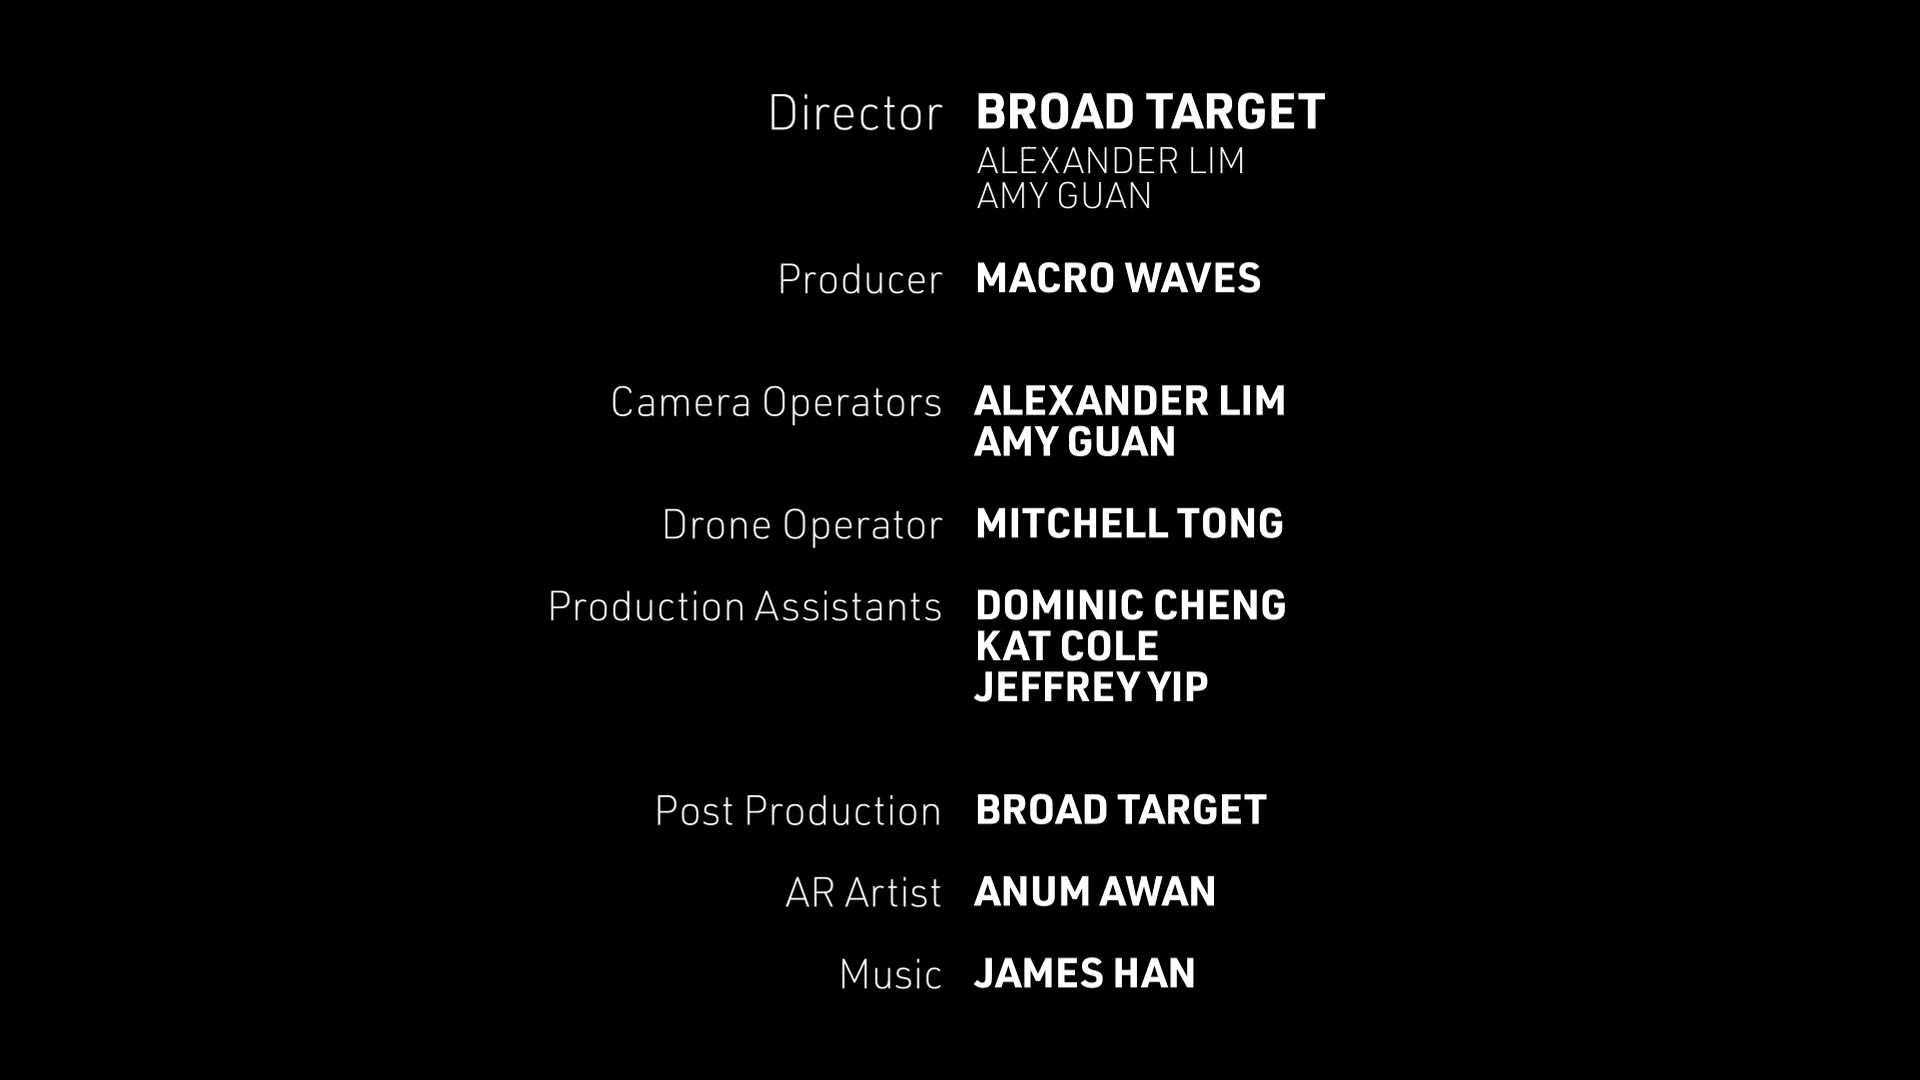 Director BROAD TARGET
ALEXANDER LIM
AMY GUAN
Producer MACRO WAVES
Camera Operators ALEXANDER LIM
AMY GUAN
Drone Operator MITCHELL TONG
Production Assistants DOMINIC CHENG
KAT COLE
JEFFREY YIP
Post Production BROAD TARGET
AR Artist ANUM AWAN
Music JAMES HAN